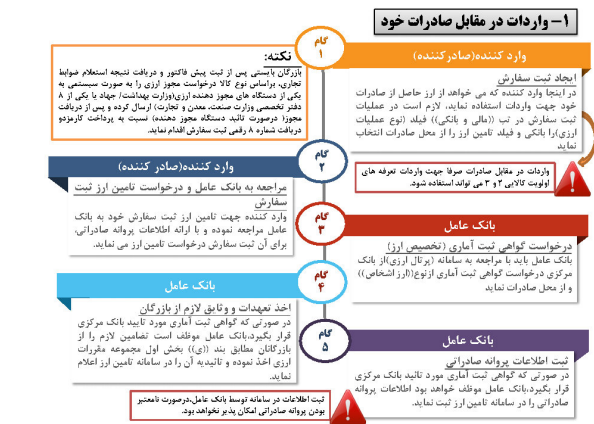 ۱- واردات در مقابل صادرات خود
گام
۱
وارد کننده(صادرکننده)
ایجاد ثبت سفارش
در اینجا وارد کننده که می خواهد از ارز حاصل از صادرات
خود جهت واردات استفاده نماید، لازم است در عملیات
ثبت سفارش در تب ((مالی و بانکی)) فیلد (نوع عملیات
ارزی)را بانکی و فیلد تامین ارز را از محل صادرات انتخاب
نماید
نکته:
بازرگان بایستی پس از ثبت پیش فاکتور و دریافت نتیجه استعلام ضوابط
تجاری، براساس نوع کالا درخواست مجوز ارزی را به صورت سیستمی به
یکی از دستگاه های مجوز دهنده ارزی(وزارت بهداشت/ جهاد یا یکی از ۸
دفتر تخصصی وزارت صنعت، معدن و تجارت) ارسال کرده و پس از دریافت
مجوز( درصورت تائید دستگاه مجوز دهنده) نسبت به پرداخت کارمزدو
دریافت شماره ۸ رقمی ثبت سفارش اقدام نماید.
واردات در مقابل صادرات صرفا جهت واردات تعرفه های
اولویت کالایی ۲ و ۳ می تواند استفاده شود.
گام
۲
وارد کننده(صادر کننده)
مراجعه به بانک عامل و درخواست تامین ارز ثبت
سفارش
وارد کننده جهت تامین ارز ثبت سفارش خود به بانک
عامل مراجعه نموده و با ارائه اطلاعات پروانه صادراتی،
برای آن ثبت سفارش درخواست تامین ارز می نماید.
گام
۳
بانک عامل
درخواست گواهی ثبت آماری (تخصیص ارز)
بانک عامل باید با مراجعه به سامانه (پرتال ارزی)از بانک
مرکزی درخواست گواهی ثبت آماری ازنوع((ارز اشخاص))
و از محل صادرات نماید
گام
۴
بانک عامل
اخذ تعهدات و وثایق لازم از بازرگان
در صورتی که گواهی ثبت آماری مورد تایید بانک مرکزی
قرار بگیرد،بانک عامل موظف است تضامین لازم را از
بازرگانان مطابق بند ((ی)) بخش اول مجموعه مقررات
ارزی اخذ نموده و تائیدیه آن را در سامانه تامین ارز اعلام
نماید.
گام
۵
بانک عامل
ثبت اطلاعات پروانه صادراتی
در صورتی که گواهی ثبت آماری مورد تائید بانک مرکزی
قرار بگیرد،بانک عامل موظف خواهد بود اطلاعات پروانه
صادراتی را در سامانه تامین ارز ثبت نماید.
ثبت اطلاعات در سامانه توسط بانک عامل،درصورت نامعتبر
بودن پروانه صادراتی امکان پذیر نخواهد بود.